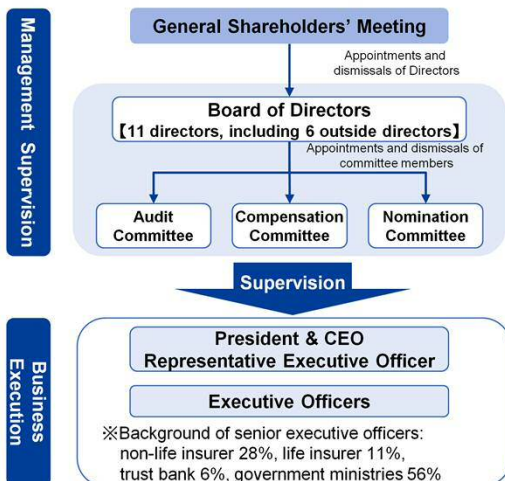 Management Supervision
General Shareholders' Meeting
Appointments and
dismissals of Directors
Board of Directors
【11 directors, including 6 outside directors】
Appointments and dismissals of
committee members
Audit
Committee
Compensation
Committee
Nomination
Committee
Supervision
Business
Execution
President & CEO
Representative Executive Officer
Executive Officers
※Background of senior executive officers:
non-life insurer 28%, life insurer 11%,
trust bank 6%, government ministries 56%